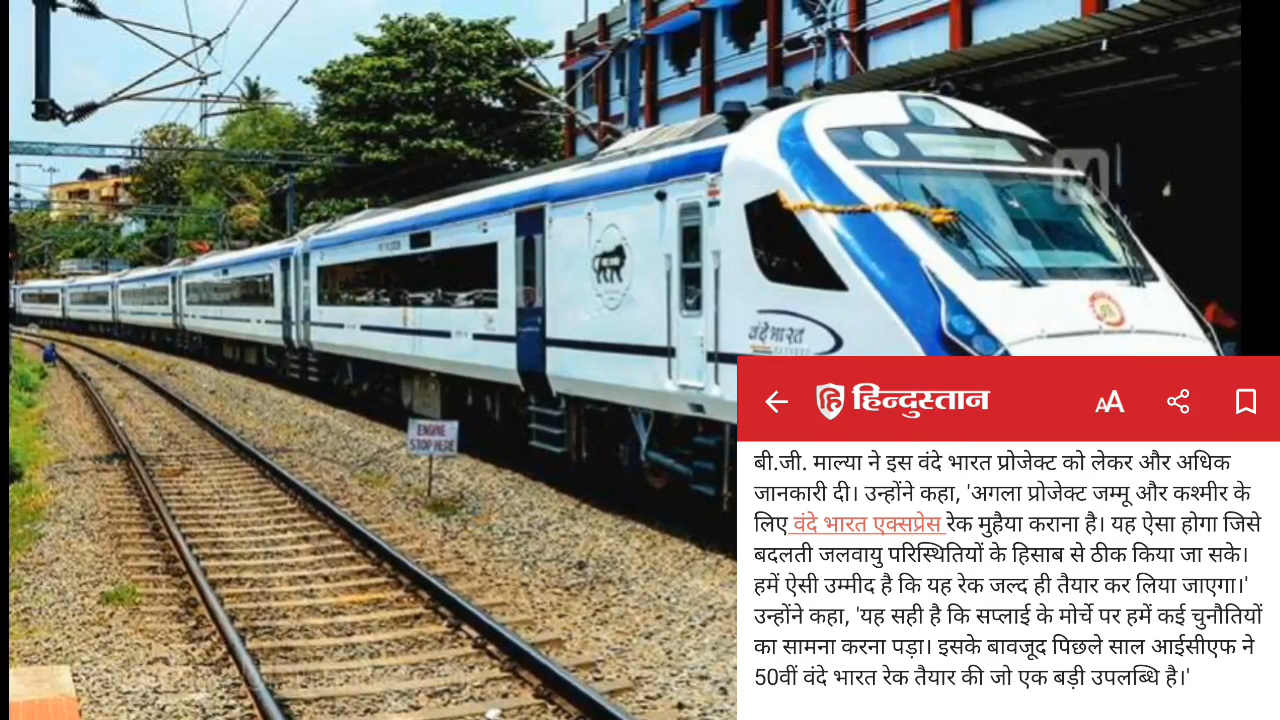 वंदे भारत
ENGINE
STOP HERE
हिन्दुस्तान
AA
बी.जी. माल्या ने इस वंदे भारत प्रोजेक्ट को लेकर और अधिक
जानकारी दी। उन्होंने कहा, 'अगला प्रोजेक्ट जम्मू और कश्मीर के
लिए वंदे भारत एक्सप्रेस रेक मुहैया कराना है। यह ऐसा होगा जिसे
बदलती जलवायु परिस्थितियों के हिसाब से ठीक किया जा सके।
हमें ऐसी उम्मीद है कि यह रेक जल्द ही तैयार कर लिया जाएगा।'
उन्होंने कहा, 'यह सही है कि सप्लाई के मोर्चे पर हमें कई चुनौतियों
का सामना करना पड़ा। इसके बावजूद पिछले साल आईसीएफ ने
50वीं वंदे भारत रेक तैयार की जो एक बड़ी उपलब्धि है।'